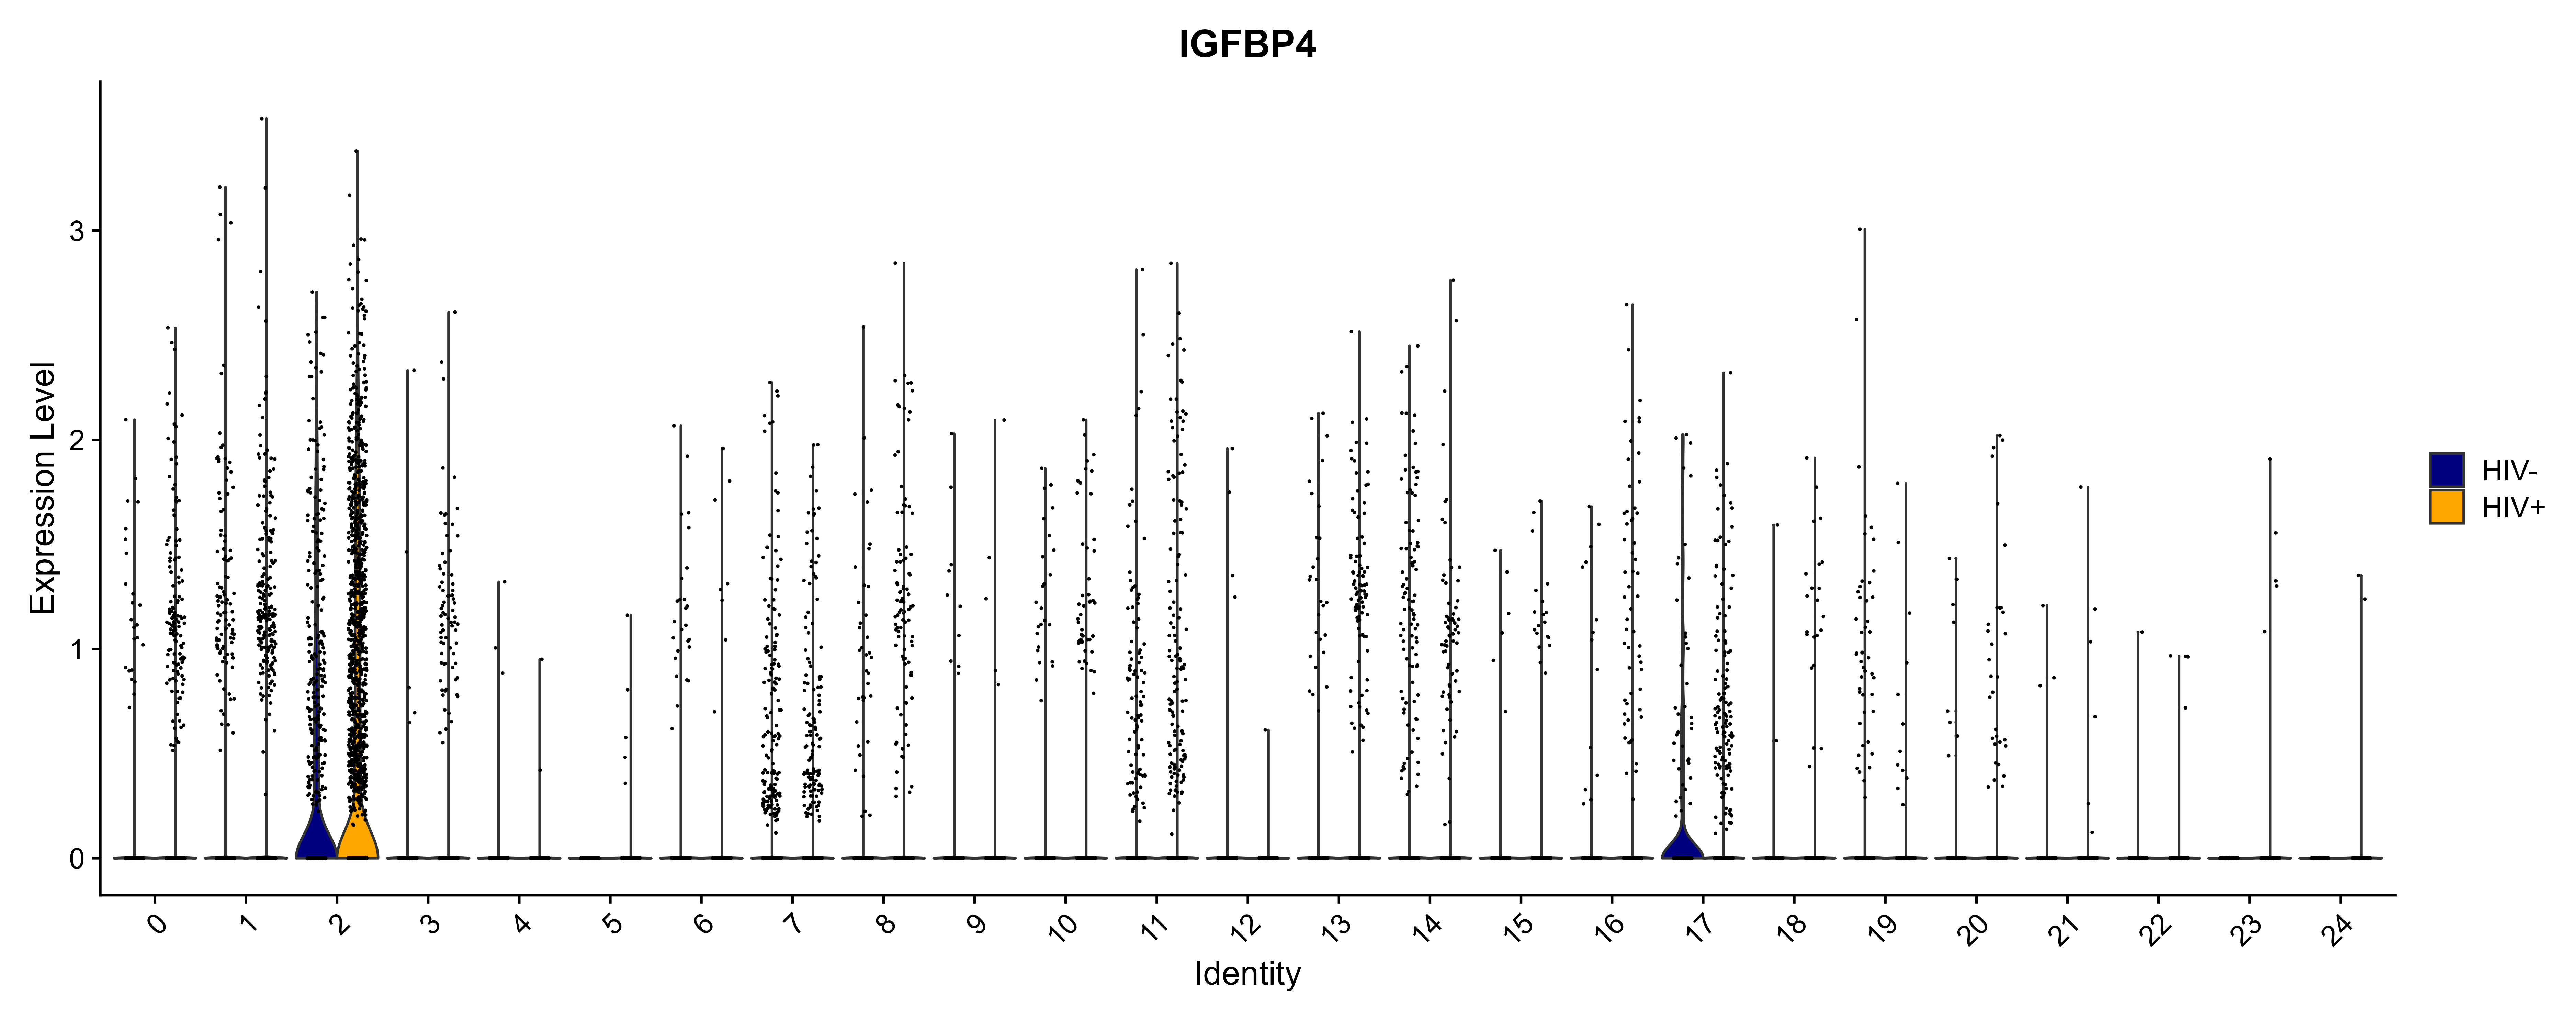 IGFBP4
3
2
1
0
Expression Level
0 1 2 3 4 5 6 7 8 9 10 11 12 13 14 15 16 17 18 19 20 21 22 23 24
Identity
HIV-
HIV+